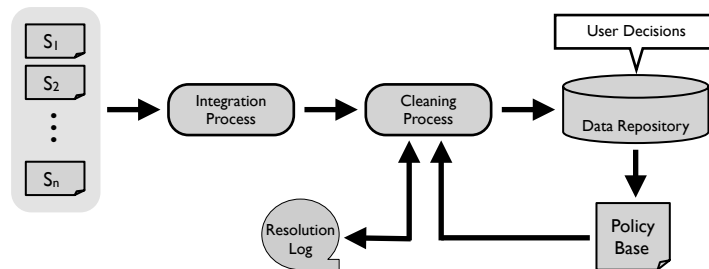 S1
S2
Sn
Integration
Process
Cleaning
Process
User Decisions
Data Repository
Resolution
Log
Policy
Base